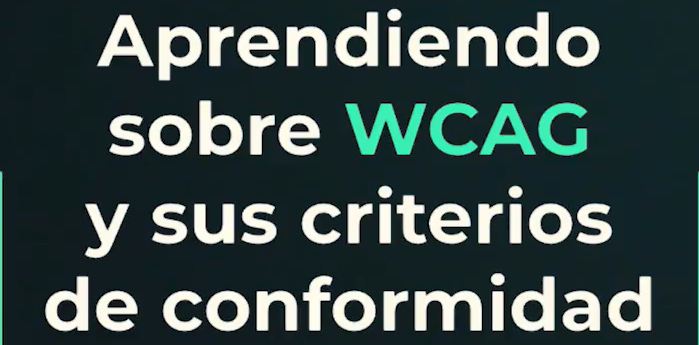 Aprendiendo
sobre WCAG
y sus criterios
de conformidad